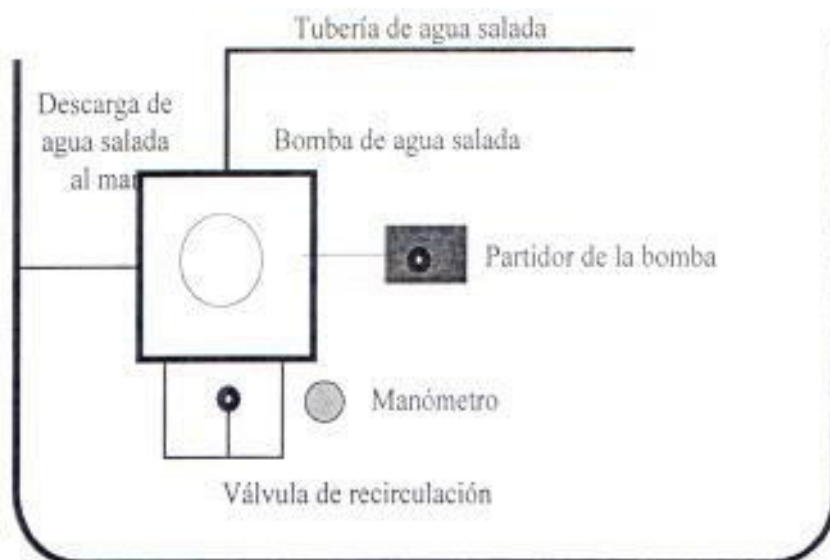 Tubería de agua salada
Descarga de
agua salada
al mar
Bomba de agua salada
Partidor de la bomba
Manómetro
Válvula de recirculación